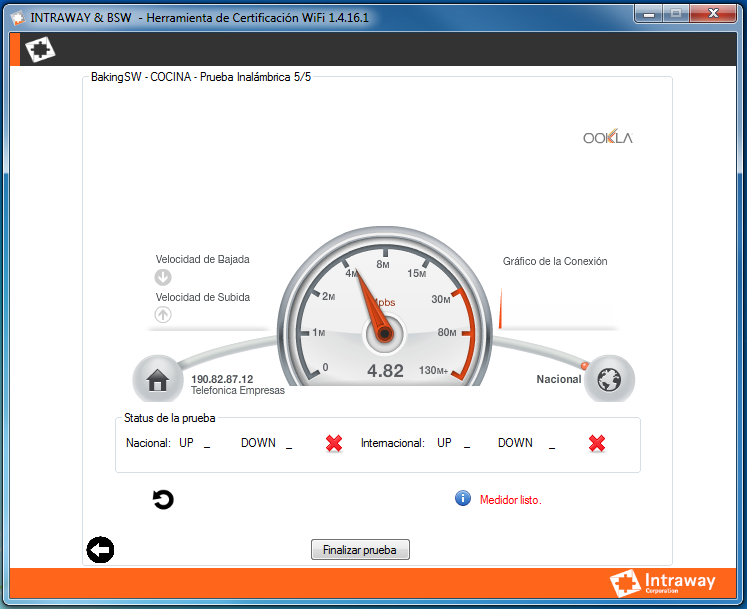 INTRAWAY & BSW - Herramienta de Certificación WiFi 1.4.16.1
BakingSW - COCINA - Prueba Inalámbrica 5/5
OOKLA
Velocidad de Bajada
Velocidad de Subida
Gráfico de la Conexión
0
1M
2M
4M
8M
15M
30M
80M
130M+
Mpbs
4.82
190.82.87.12
Telefonica Empresas
Nacional
Status de la prueba
Nacional: UP _ DOWN _ Internacional: UP _ DOWN _
Medidor listo.
Finalizar prueba
Intraway
Corporation